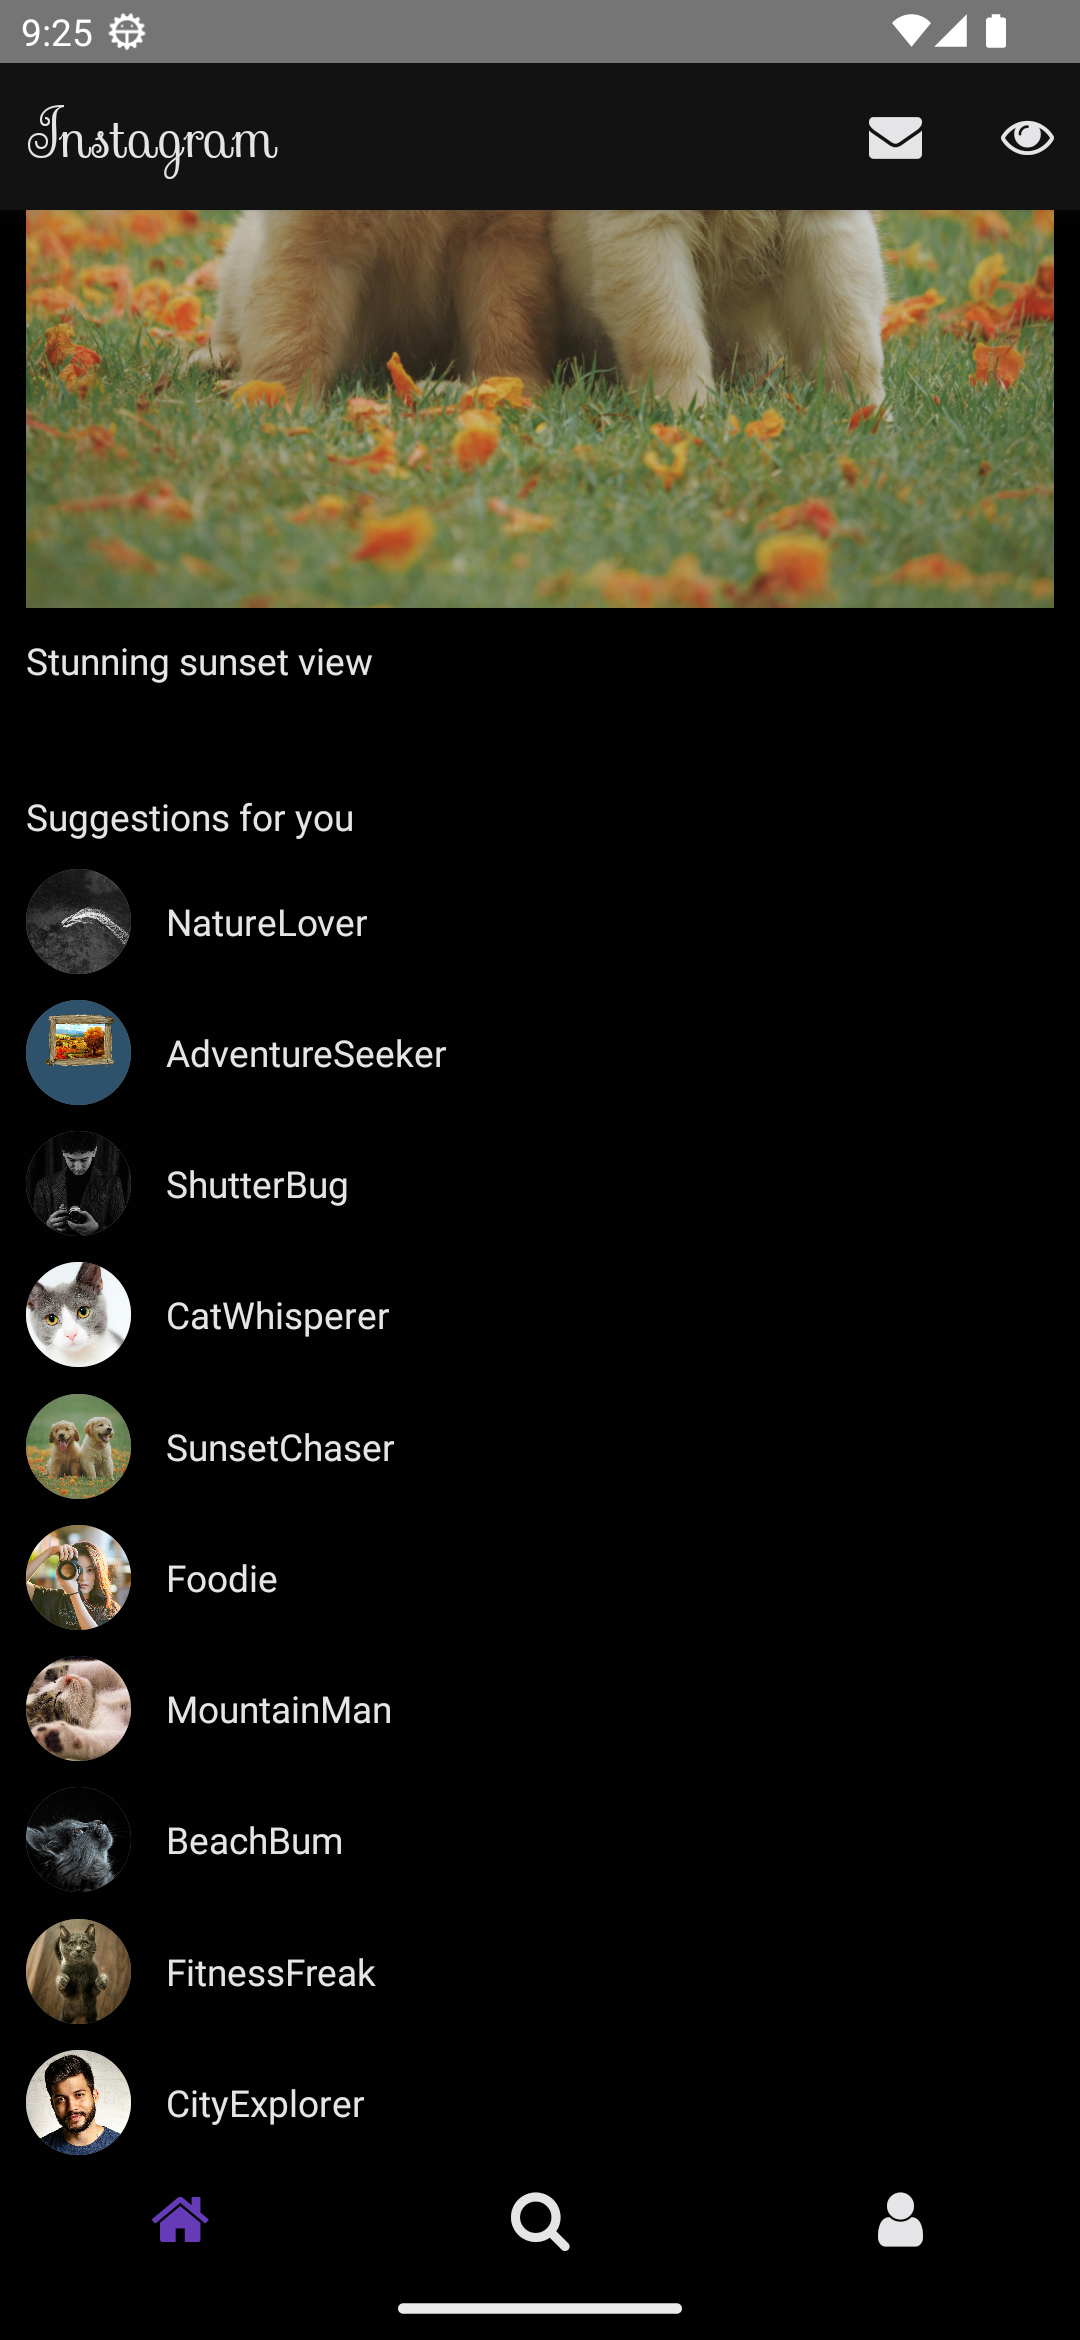 9:25
Instagram
Stunning sunset view
Suggestions for you
NatureLover
AdventureSeeker
ShutterBug
CatWhisperer
SunsetChaser
Foodie
MountainMan
BeachBum
FitnessFreak
CityExplorer